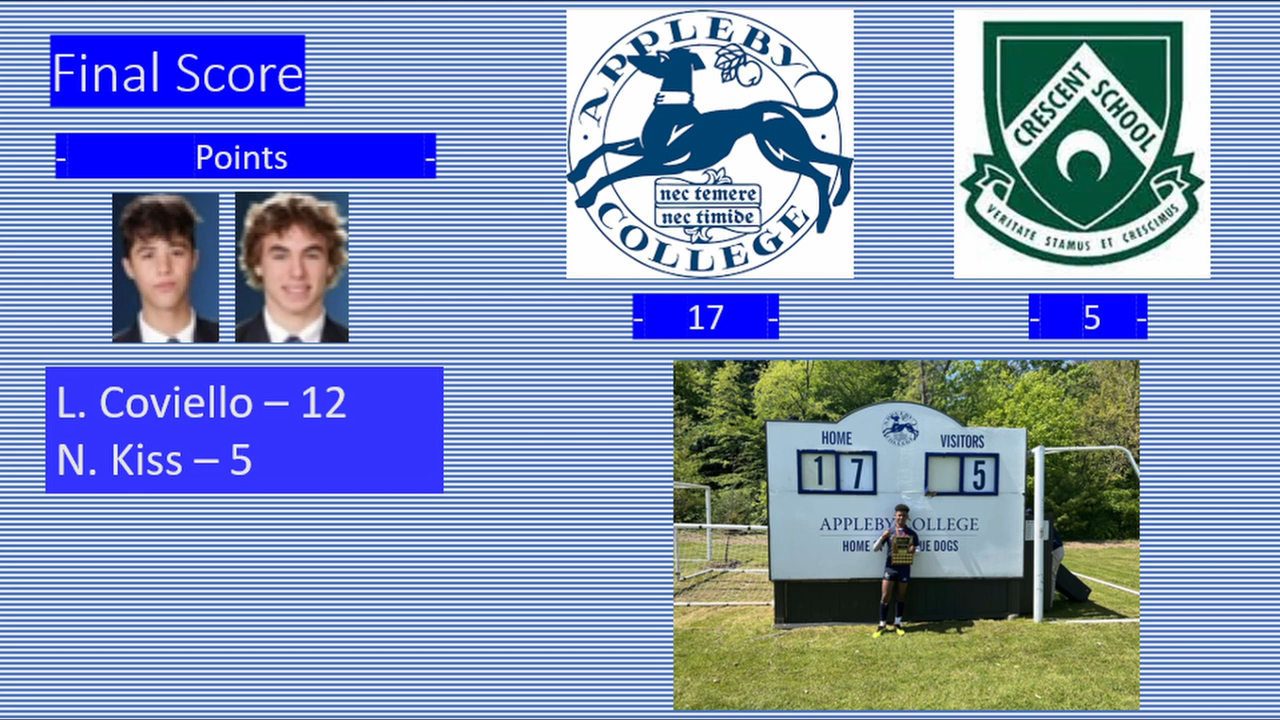 Final Score
- Points -
L. Coviello – 12
N. Kiss – 5
APPLEBY
nec temere
nec timide
COLLEGE
- 17 -
CRESCENT SCHOOL
VERITATE STAMUS ET CRESCIMUS
- 5 -
HOME VISITORS
17 5
APPLEBY COLLEGE
HOME UE DOGS